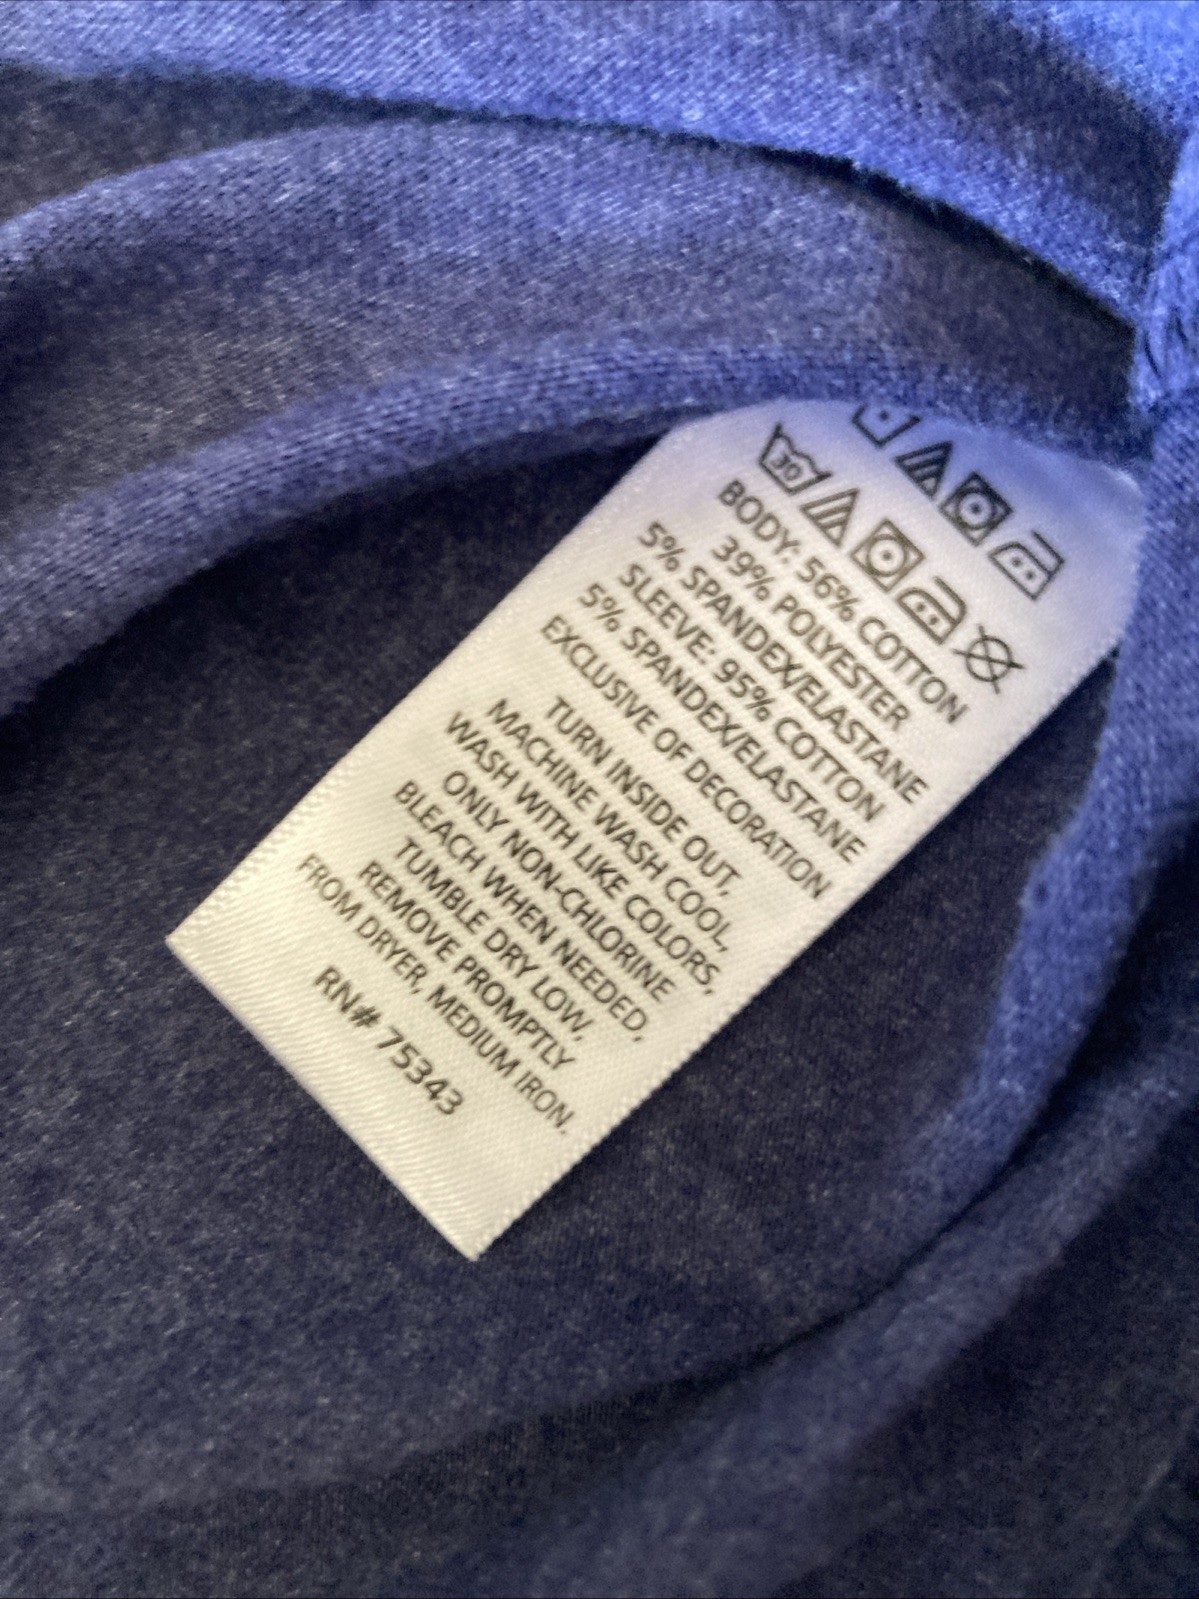 30
BODY: 56% COTTON
39% POLYESTER
5% SPANDEX/ELASTANE
SLEEVE: 95% COTTON
5% SPANDEX/ELASTANE
EXCLUSIVE OF DECORATION
TURN INSIDE OUT,
MACHINE WASH COOL,
WASH WITH LIKE COLORS,
ONLY NON-CHLORINE
BLEACH WHEN NEEDED,
TUMBLE DRY LOW,
REMOVE PROMPTLY
FROM DRYER, MEDIUM IRON.
RN# 75343